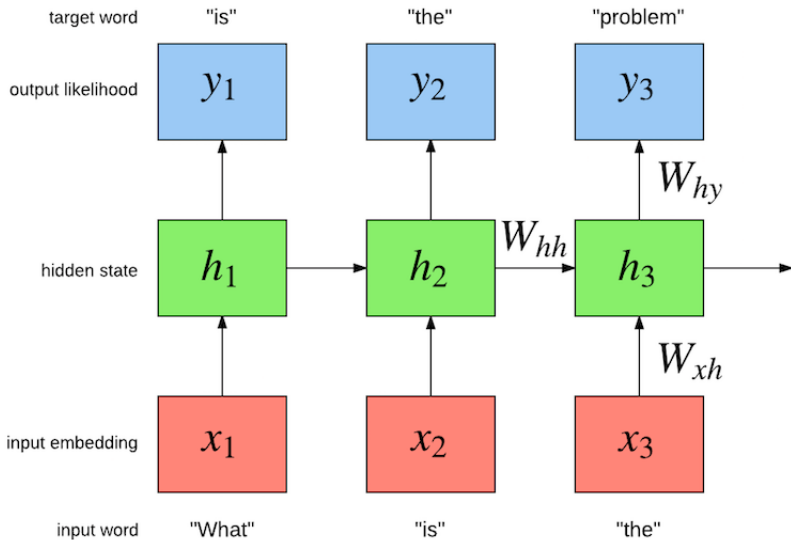 target word "is" "the" "problem"
output likelihood y₁ y₂ y₃
W_hy
W_hh
hidden state h₁ h₂ h₃
W_xh
input embedding x₁ x₂ x₃
input word "What" "is" "the"